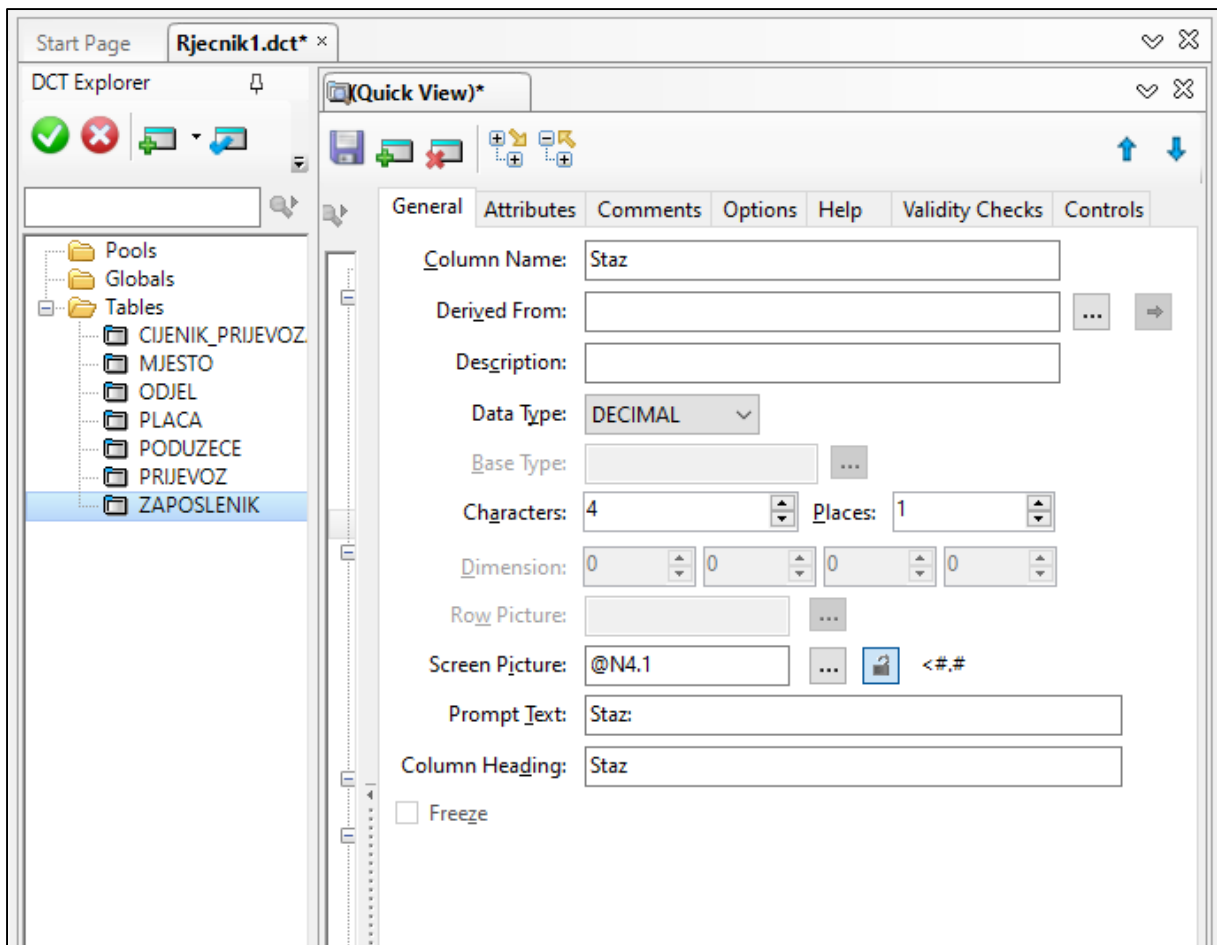 Start Page Rjecnik1.dct* ×
DCT Explorer
(Quick View)*
General Attributes Comments Options Help Validity Checks Controls
Pools
Globals
Tables
CIJENIK_PRIJEVOZ.
MJESTO
ODJEL
PLACA
PODUZECE
PRIJEVOZ
ZAPOSLENIK
Column Name: Staz
Derived From: ...
Description:
Data Type: DECIMAL
Base Type: ...
Characters: 4 Places: 1
Dimension: 0 0 0 0
Row Picture: ...
Screen Picture: @N4.1 ... <#.#
Prompt Text: Staz:
Column Heading: Staz
Freeze